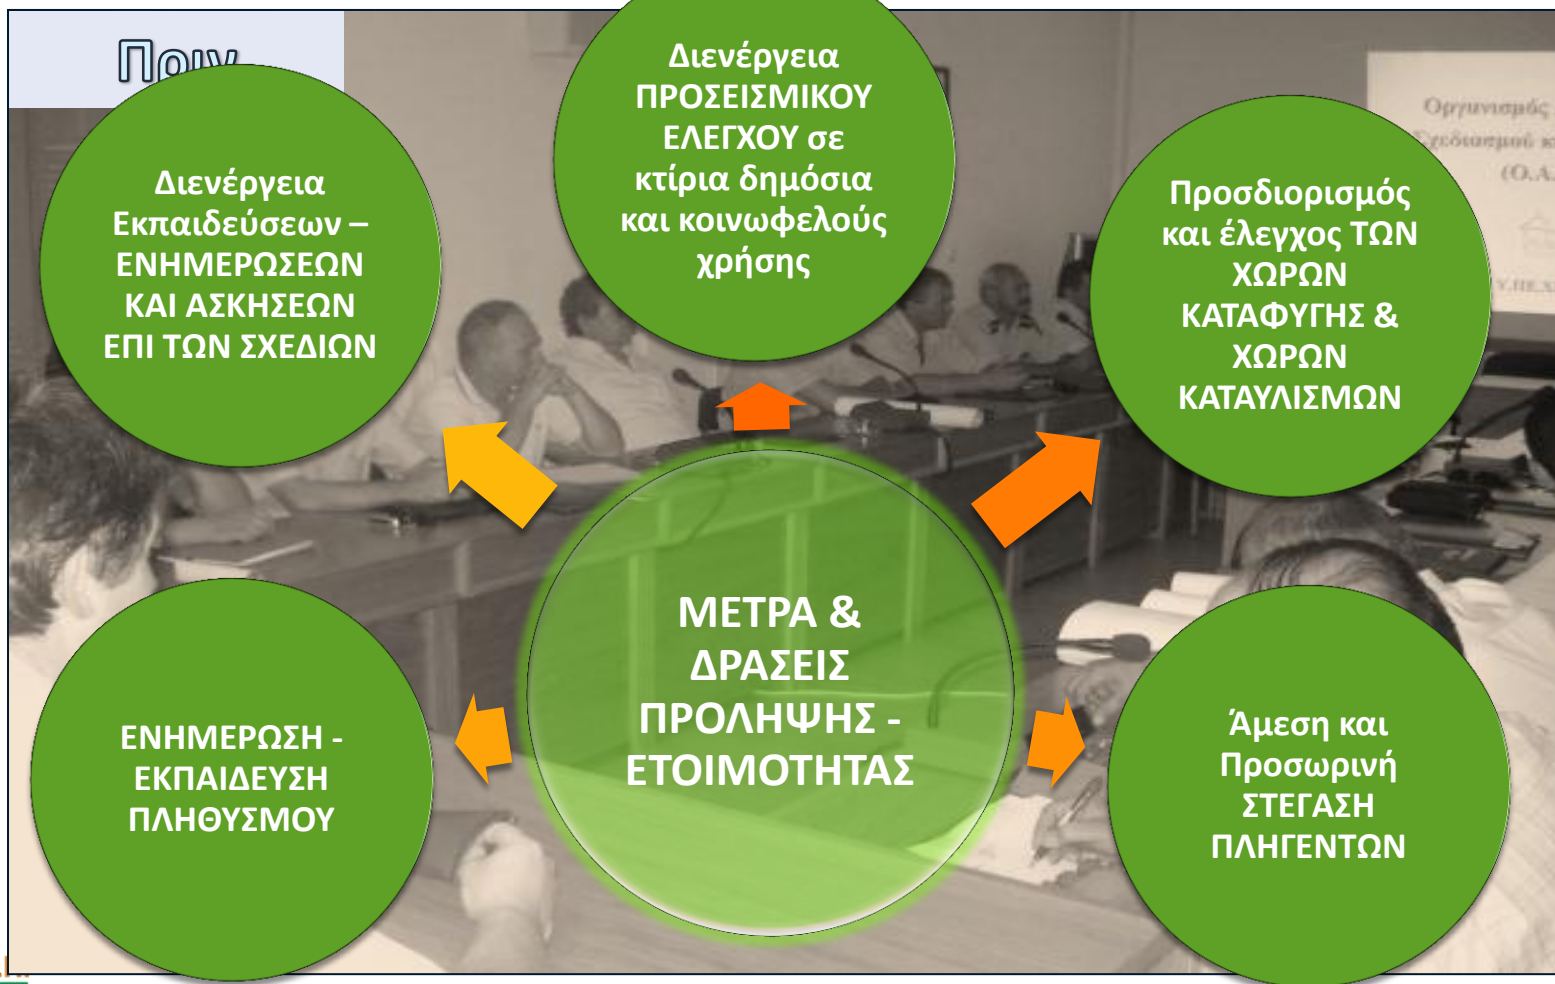 Πριν
Διενέργεια
ΠΡΟΣΕΙΣΜΙΚΟΥ
ΕΛΕΓΧΟΥ σε
κτίρια δημόσια
και κοινωφελούς
χρήσης
Διενέργεια
Εκπαιδεύσεων –
ΕΝΗΜΕΡΩΣΕΩΝ
ΚΑΙ ΑΣΚΗΣΕΩΝ
ΕΠΙ ΤΩΝ ΣΧΕΔΙΩΝ
Προσδιορισμός
και έλεγχος ΤΩΝ
ΧΩΡΩΝ
ΚΑΤΑΦΥΓΗΣ &
ΧΩΡΩΝ
ΚΑΤΑΥΛΙΣΜΩΝ
Οργανισμός
(Ο.Α.
ΜΕΤΡΑ &
ΔΡΑΣΕΙΣ
ΠΡΟΛΗΨΗΣ -
ΕΤΟΙΜΟΤΗΤΑΣ
ΕΝΗΜΕΡΩΣΗ -
ΕΚΠΑΙΔΕΥΣΗ
ΠΛΗΘΥΣΜΟΥ
Άμεση και
Προσωρινή
ΣΤΕΓΑΣΗ
ΠΛΗΓΕΝΤΩΝ